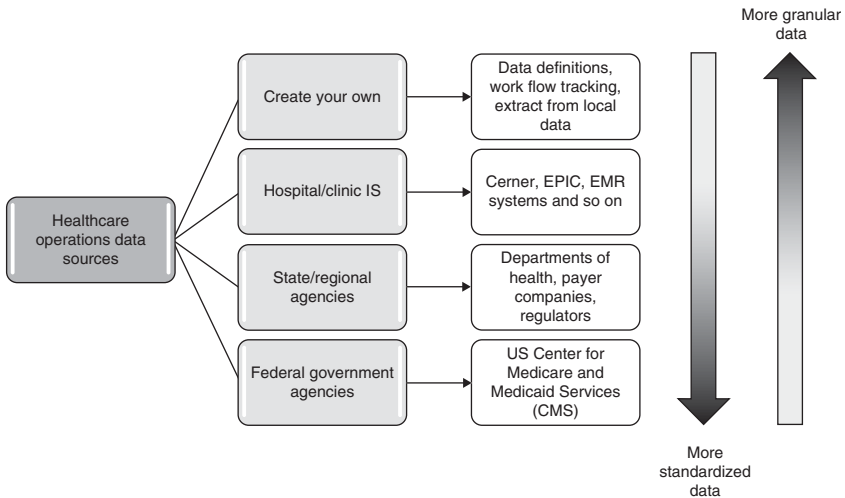 More granular
data
Create your own
Data definitions,
work flow tracking,
extract from local
data
Hospital/clinic IS
Cerner, EPIC, EMR
systems and so on
Healthcare
operations data
sources
State/regional
agencies
Departments of
health, payer
companies,
regulators
Federal government
agencies
US Center for
Medicare and
Medicaid Services
(CMS)
More
standardized
data